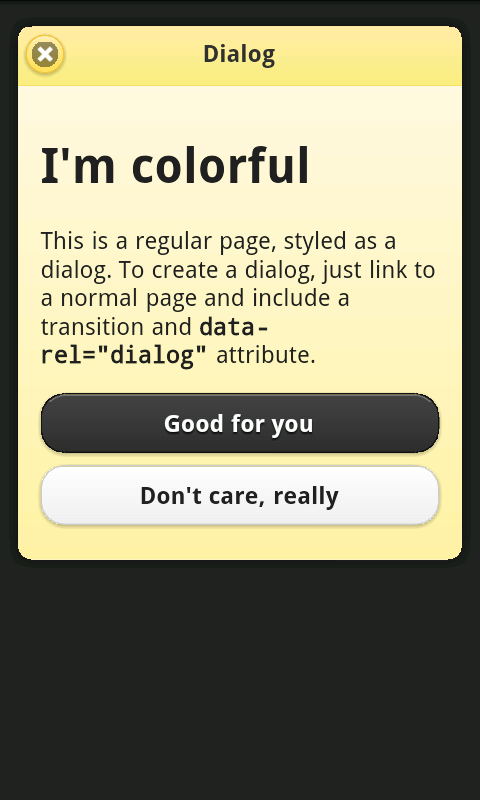 Dialog
I'm colorful
This is a regular page, styled as a
dialog. To create a dialog, just link to
a normal page and include a
transition and data-
rel="dialog" attribute.
Good for you
Don't care, really